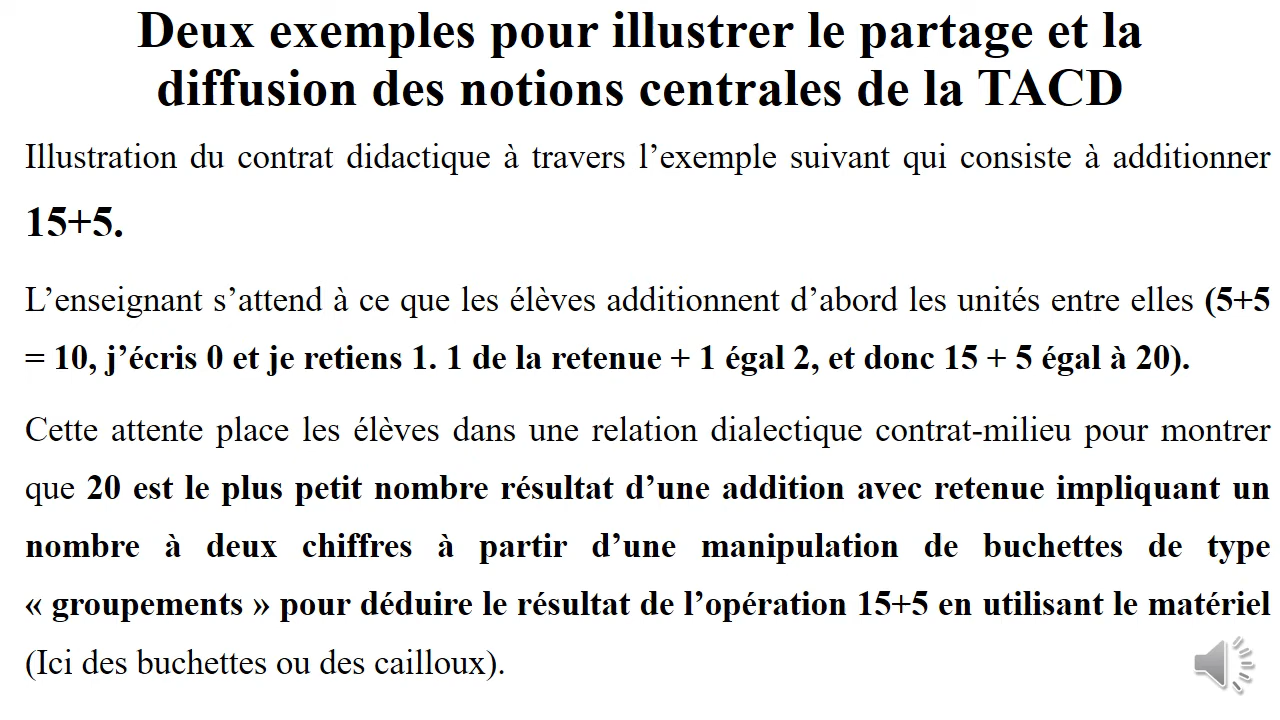 Deux exemples pour illustrer le partage et la
diffusion des notions centrales de la TACD
Illustration du contrat didactique à travers l’exemple suivant qui consiste à additionner
15+5.
L’enseignant s’attend à ce que les élèves additionnent d’abord les unités entre elles (5+5
= 10, j’écris 0 et je retiens 1. 1 de la retenue + 1 égal 2, et donc 15 + 5 égal à 20).
Cette attente place les élèves dans une relation dialectique contrat-milieu pour montrer
que 20 est le plus petit nombre résultat d’une addition avec retenue impliquant un
nombre à deux chiffres à partir d’une manipulation de buchettes de type
« groupements » pour déduire le résultat de l’opération 15+5 en utilisant le matériel
(Ici des buchettes ou des cailloux).